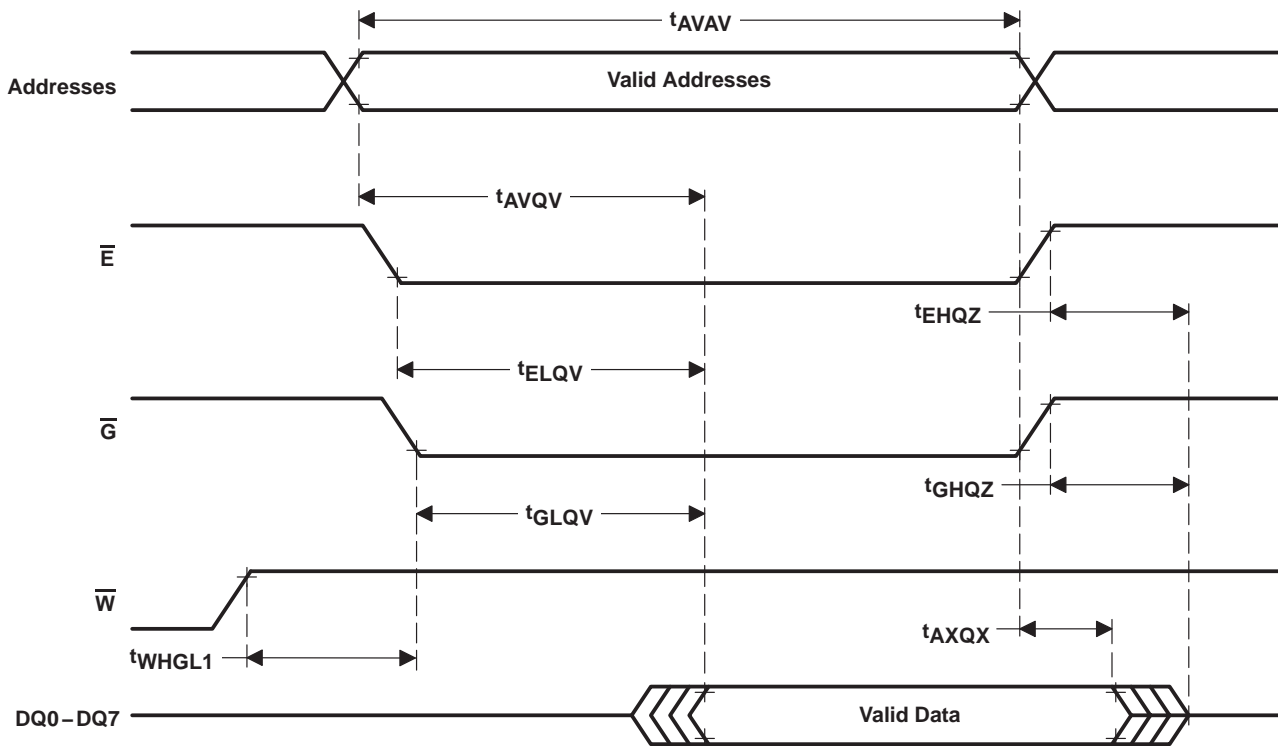 tAVAV
Addresses
Valid Addresses
tAVQV
E̅
tEHQZ
tELQV
G̅
tGHQZ
tGLQV
W̅
tAXQX
tWHGL1
DQ0–DQ7
Valid Data